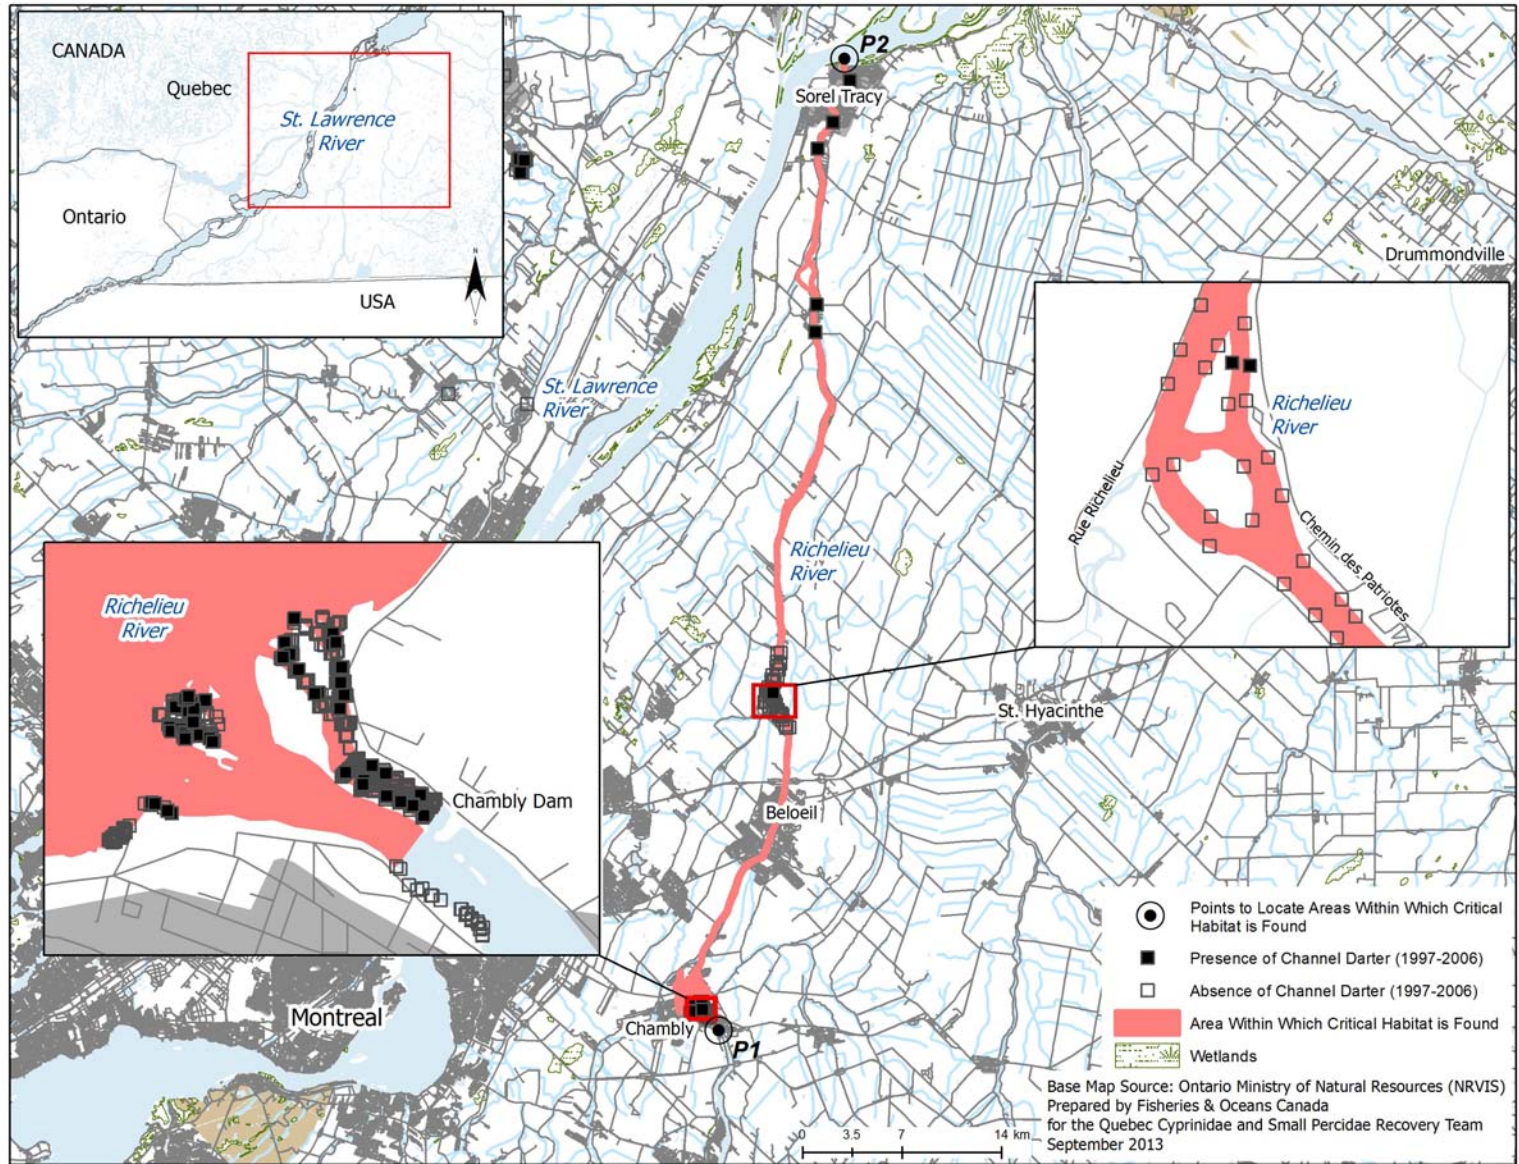 CANADA
Quebec
St. Lawrence
River
Ontario
USA
N
S
P2
Sorel Tracy
Drummondville
St. Lawrence
River
Richelieu
River
Rue Richelieu
Chemin des Patriotes
Richelieu
River
Richelieu
River
Chambly Dam
St. Hyacinthe
Beloeil
Montreal
Chambly
P1
Points to Locate Areas Within Which Critical
Habitat is Found
Presence of Channel Darter (1997-2006)
Absence of Channel Darter (1997-2006)
Area Within Which Critical Habitat is Found
Wetlands
Base Map Source: Ontario Ministry of Natural Resources (NRVIS)
Prepared by Fisheries & Oceans Canada
for the Quebec Cyprinidae and Small Percidae Recovery Team
September 2013
0 3.5 7 14 km